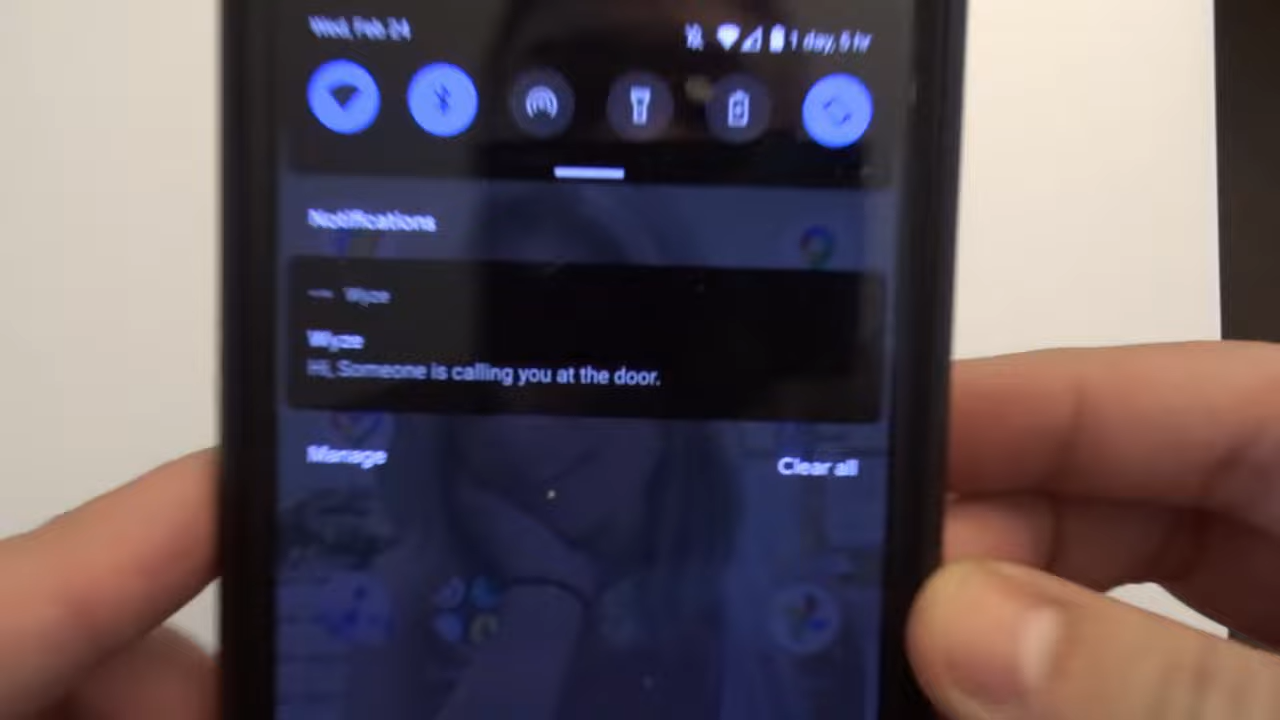 Wed, Feb 24
1 day, 5 hr
Notifications
Wyze
Wyze
Hi, Someone is calling you at the door.
Manage
Clear all